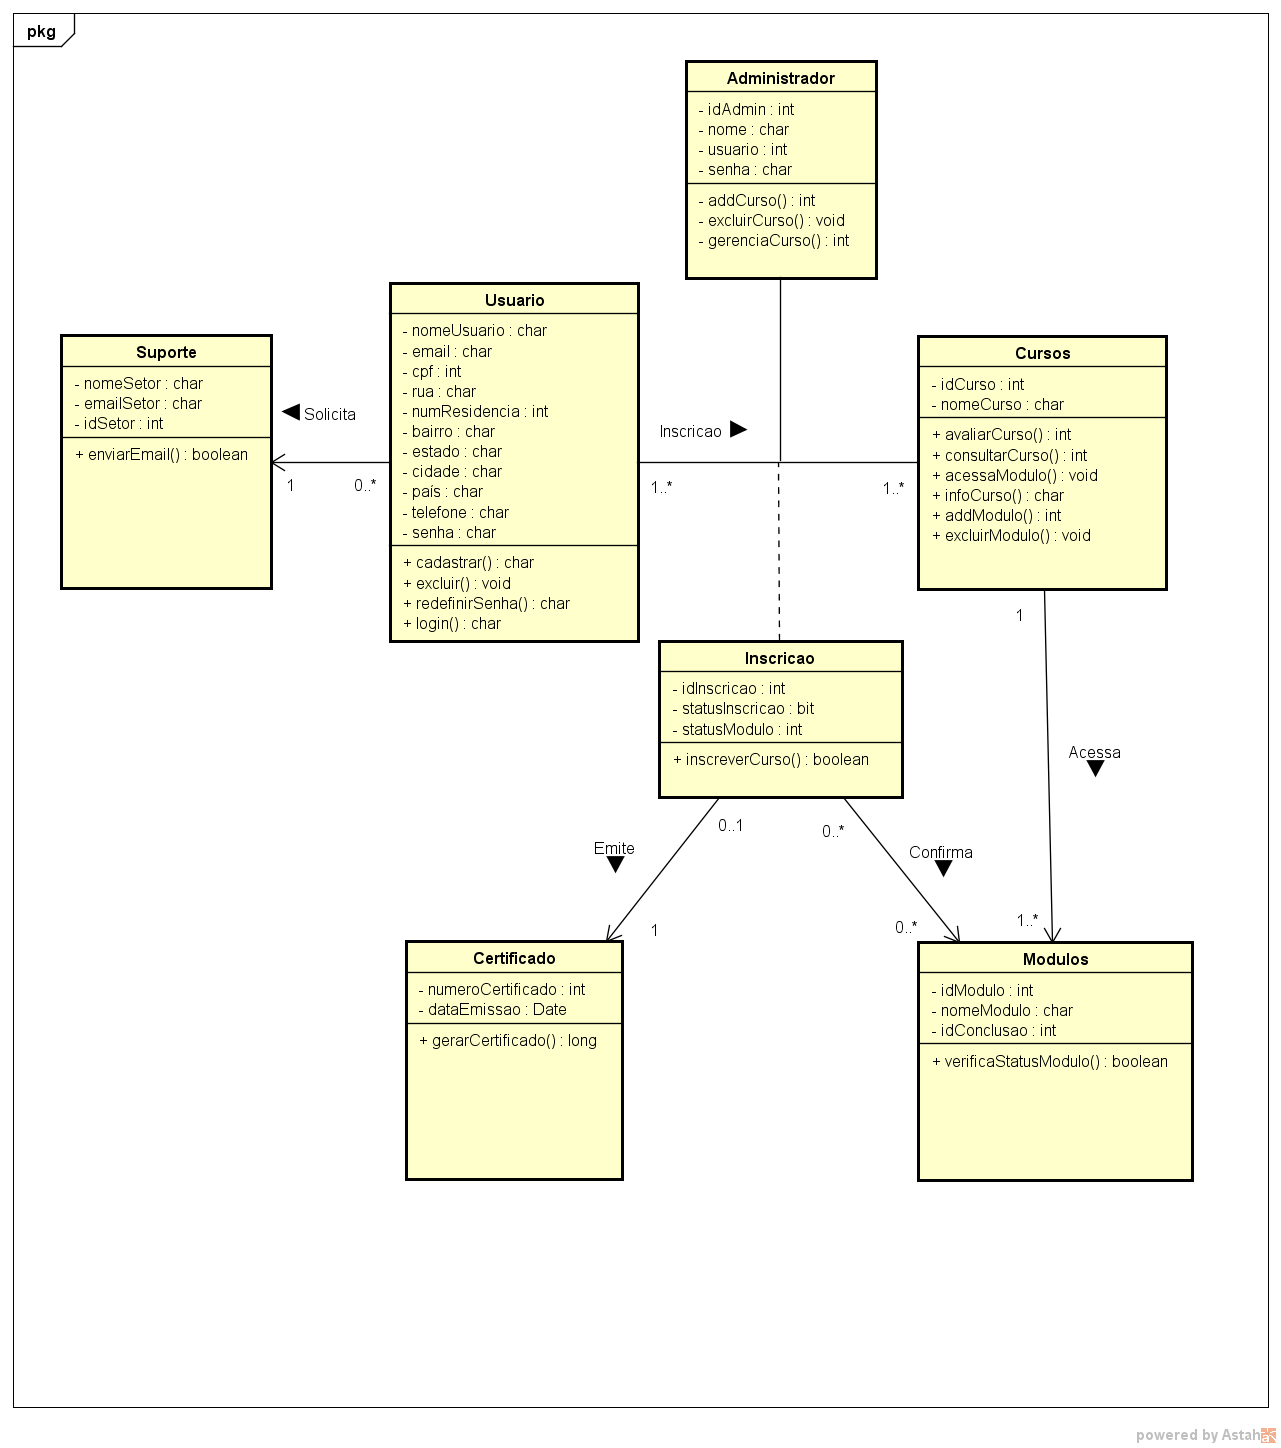 pkg
Administrador
- idAdmin : int
- nome : char
- usuario : int
- senha : char
- addCurso() : int
- excluirCurso() : void
- gerenciaCurso() : int
Usuario
- nomeUsuario : char
- email : char
- cpf : int
- rua : char
- numResidencia : int
- bairro : char
- estado : char
- cidade : char
- país : char
- telefone : char
- senha : char
+ cadastrar() : char
+ excluir() : void
+ redefinirSenha() : char
+ login() : char
Suporte
- nomeSetor : char
- emailSetor : char
- idSetor : int
+ enviarEmail() : boolean
Solicita
1
0..*
Inscricao
1..*
1..*
Cursos
- idCurso : int
- nomeCurso : char
+ avaliarCurso() : int
+ consultarCurso() : int
+ acessaModulo() : void
+ infoCurso() : char
+ addModulo() : int
+ excluirModulo() : void
1
Acessa
1..*
Inscricao
- idInscricao : int
- statusInscricao : bit
- statusModulo : int
+ inscreverCurso() : boolean
0..1
Emite
1
0..*
Confirma
0..*
Certificado
- numeroCertificado : int
- dataEmissao : Date
+ gerarCertificado() : long
Modulos
- idModulo : int
- nomeModulo : char
- idConclusao : int
+ verificaStatusModulo() : boolean
powered by Astah